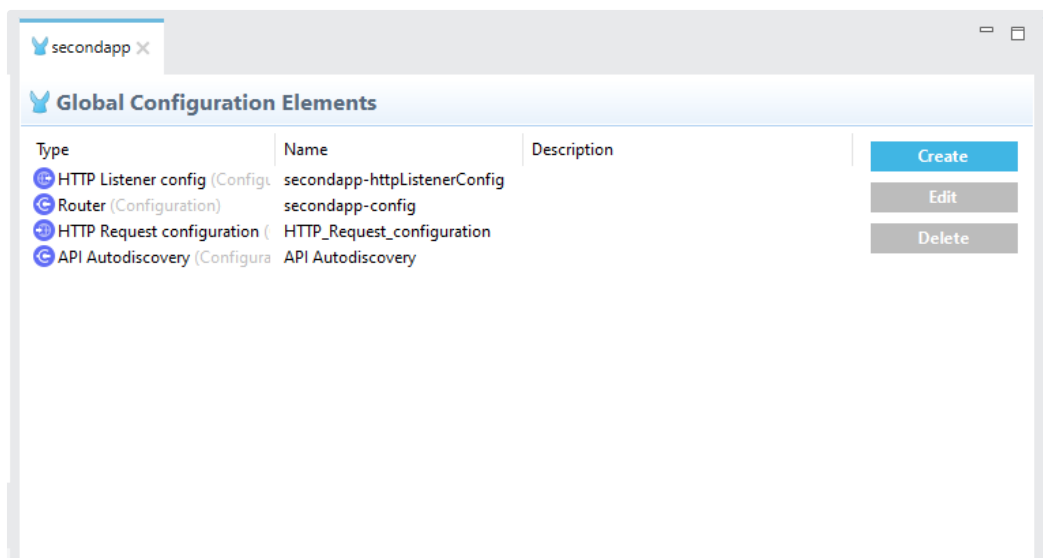 secondapp
Global Configuration Elements
Type Name Description
HTTP Listener config (Configu secondapp-httpListenerConfig
Router (Configuration) secondapp-config
HTTP Request configuration ( HTTP_Request_configuration
API Autodiscovery (Configura API Autodiscovery
Create
Edit
Delete